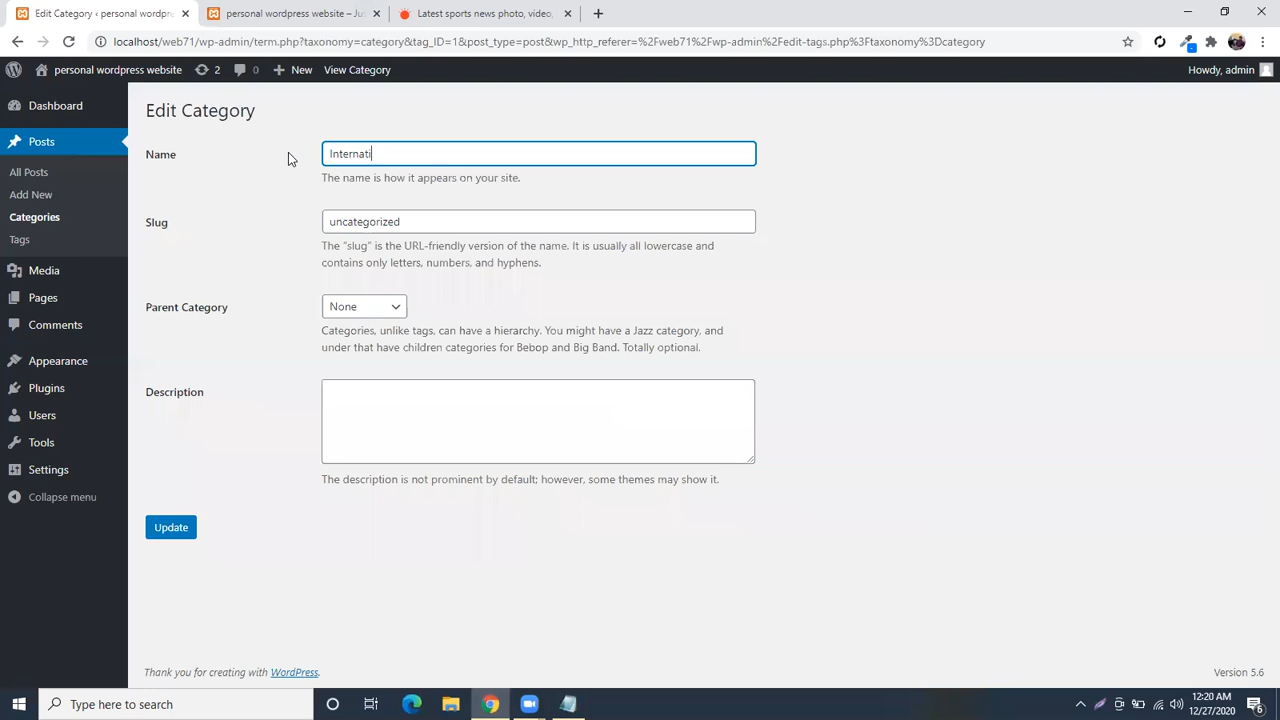 Edit Category ‹ personal wordpre
personal wordpress website – Jus
Latest sports news photo, video,
localhost/web71/wp-admin/term.php?taxonomy=category&tag_ID=1&post_type=post&wp_http_referer=%2Fweb71%2Fwp-admin%2Fedit-tags.php%3Ftaxonomy%3Dcategory
personal wordpress website
2
0
New
View Category
Howdy, admin
Dashboard
Posts
All Posts
Add New
Categories
Tags
Media
Pages
Comments
Appearance
Plugins
Users
Tools
Settings
Collapse menu
Edit Category
Name
Internati
The name is how it appears on your site.
Slug
uncategorized
The “slug” is the URL-friendly version of the name. It is usually all lowercase and
contains only letters, numbers, and hyphens.
Parent Category
None
Categories, unlike tags, can have a hierarchy. You might have a Jazz category, and
under that have children categories for Bebop and Big Band. Totally optional.
Description
The description is not prominent by default; however, some themes may show it.
Update
Thank you for creating with WordPress.
Version 5.6
Type here to search
12:20 AM
12/27/2020
6